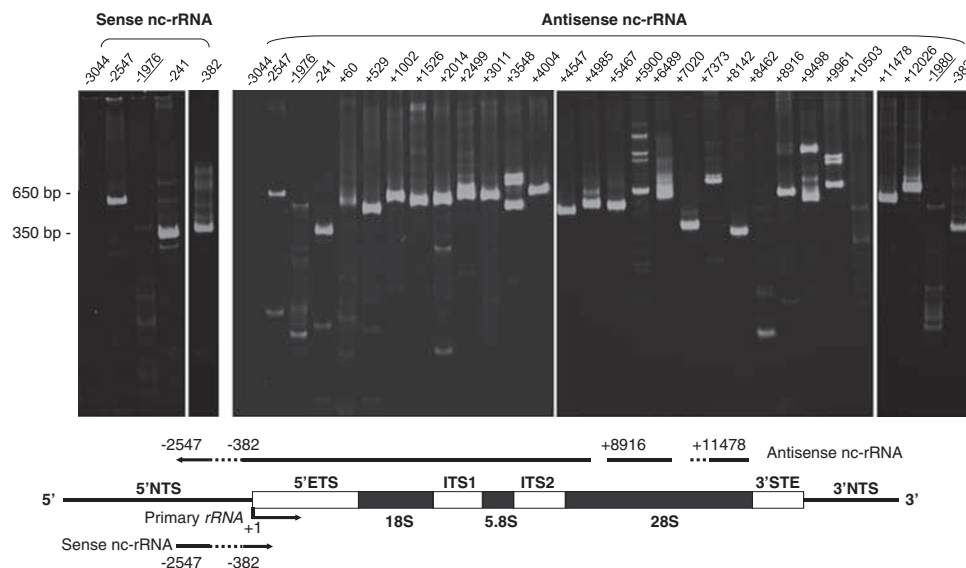 Sense nc-rRNA
Antisense nc-rRNA
-3044 -2547 -1976 -241 -382
-3044 -2547 -1976 -241 +60 +529 +1002 +1526 +2014 +2499 +3011 +3548 +4004 +4547 +4985 +5467 +5900 +6489 +7020 +7373 +8142 +8462 +8916 +9498 +9961 +10503 +11478 +12026 -1980 -382
650 bp -
350 bp -
-2547 -382 +8916 +11478 Antisense nc-rRNA
5' 5'NTS 5'ETS ITS1 ITS2 3'STE 3'NTS 3'
Primary rRNA +1 18S 5.8S 28S
Sense nc-rRNA
-2547 -382